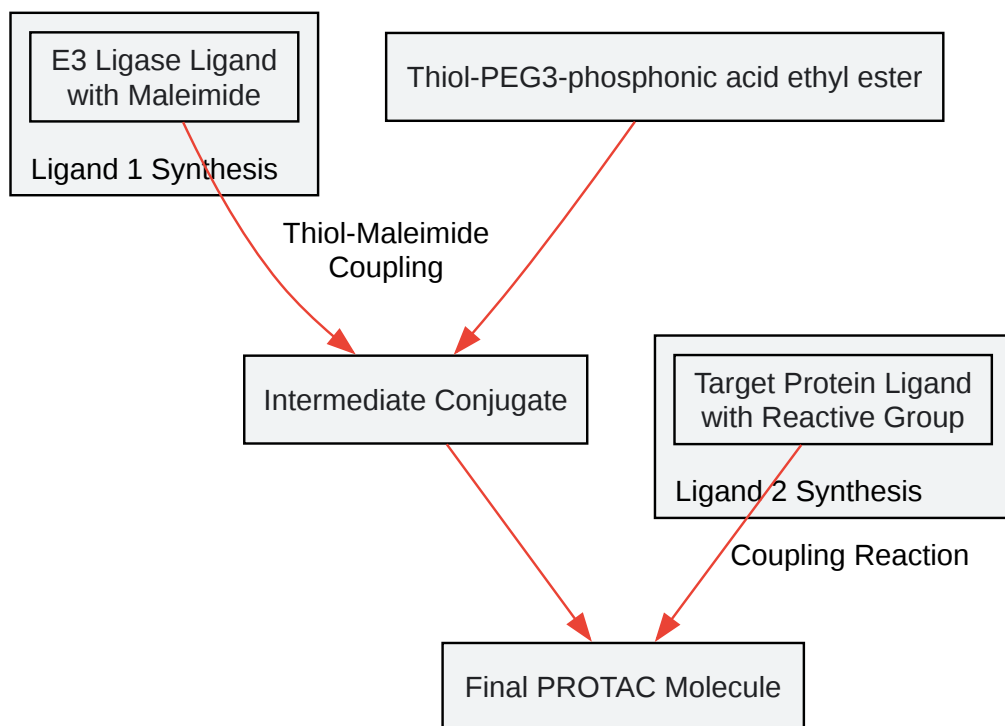 E3 Ligase Ligand
with Maleimide
Ligand 1 Synthesis
Thiol-PEG3-phosphonic acid ethyl ester
Thiol-Maleimide
Coupling
Intermediate Conjugate
Target Protein Ligand
with Reactive Group
Ligand 2 Synthesis
Coupling Reaction
Final PROTAC Molecule